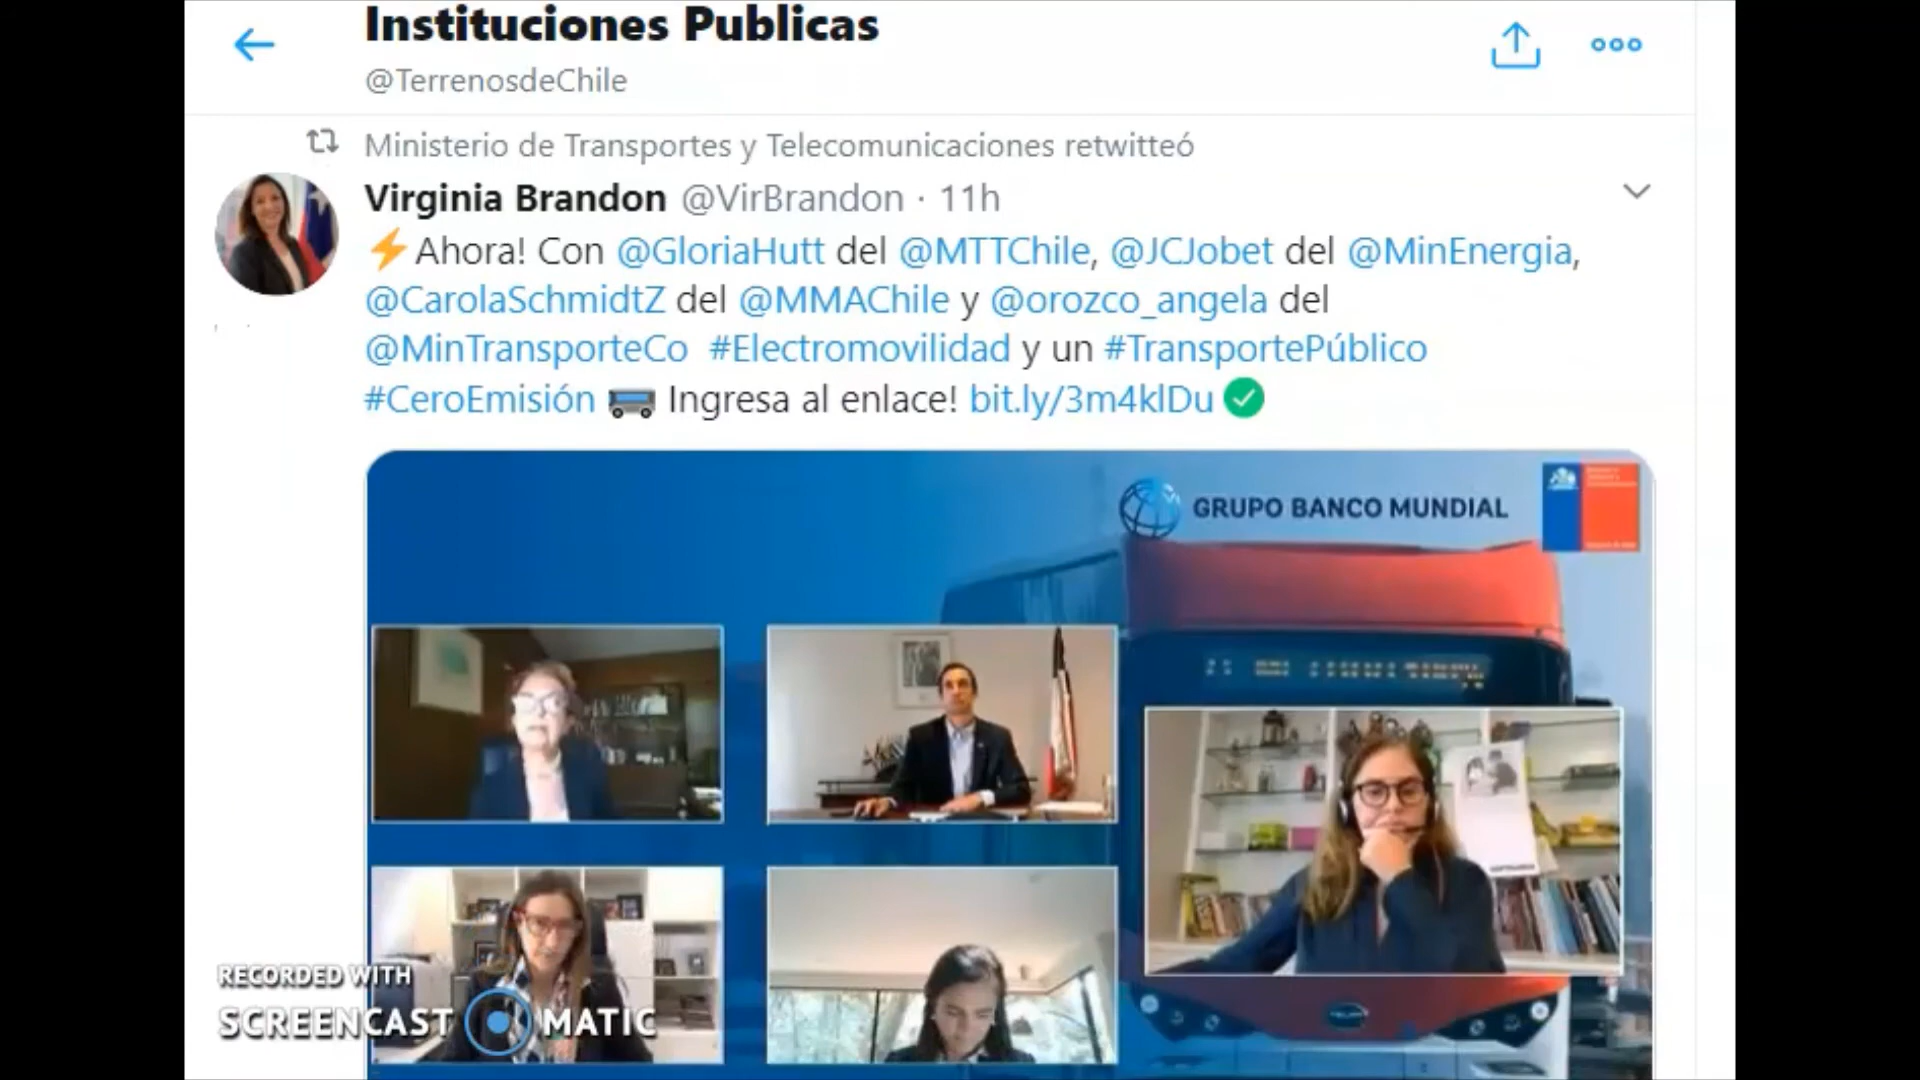 Instituciones Publicas
@TerrenosdeChile
Ministerio de Transportes y Telecomunicaciones retwitteó
Virginia Brandon @VirBrandon · 11h
⚡Ahora! Con @GloriaHutt del @MTTChile, @JCJobet del @MinEnergia,
@CarolaSchmidtZ del @MMAChile y @orozco_angela del
@MinTransporteCo #Electromovilidad y un #TransportePúblico
#CeroEmisión 🚌 Ingresa al enlace! bit.ly/3m4klDu ✅
GRUPO BANCO MUNDIAL
RECORDED WITH
SCREENCAST MATIC